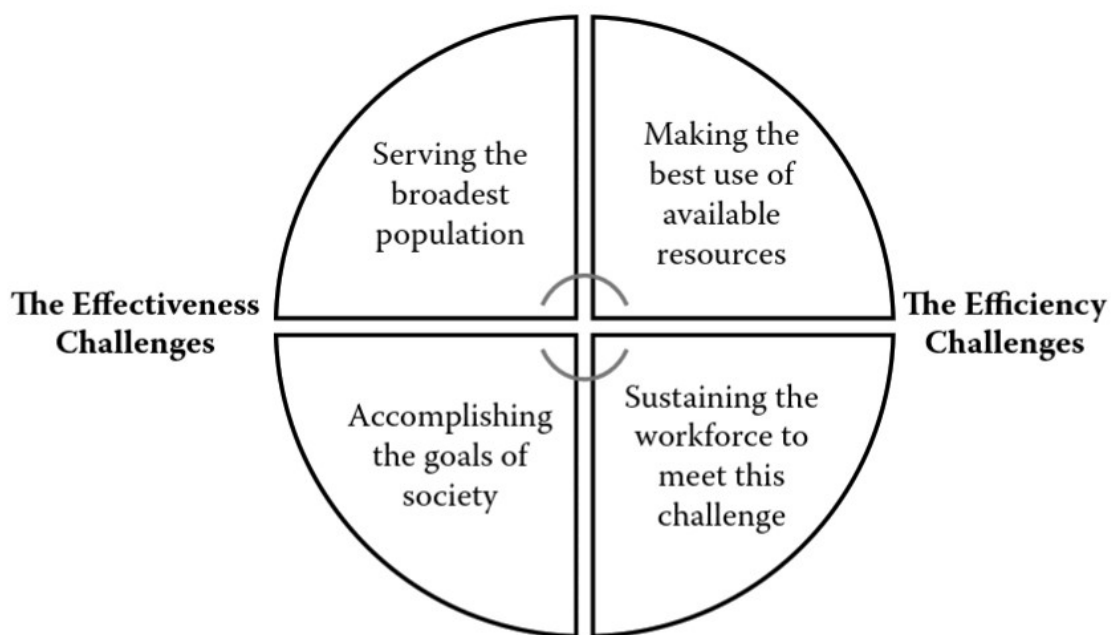 Serving the
broadest
population
Making the
best use of
available
resources
The Effectiveness
Challenges
The Efficiency
Challenges
Accomplishing
the goals of
society
Sustaining the
workforce to
meet this
challenge